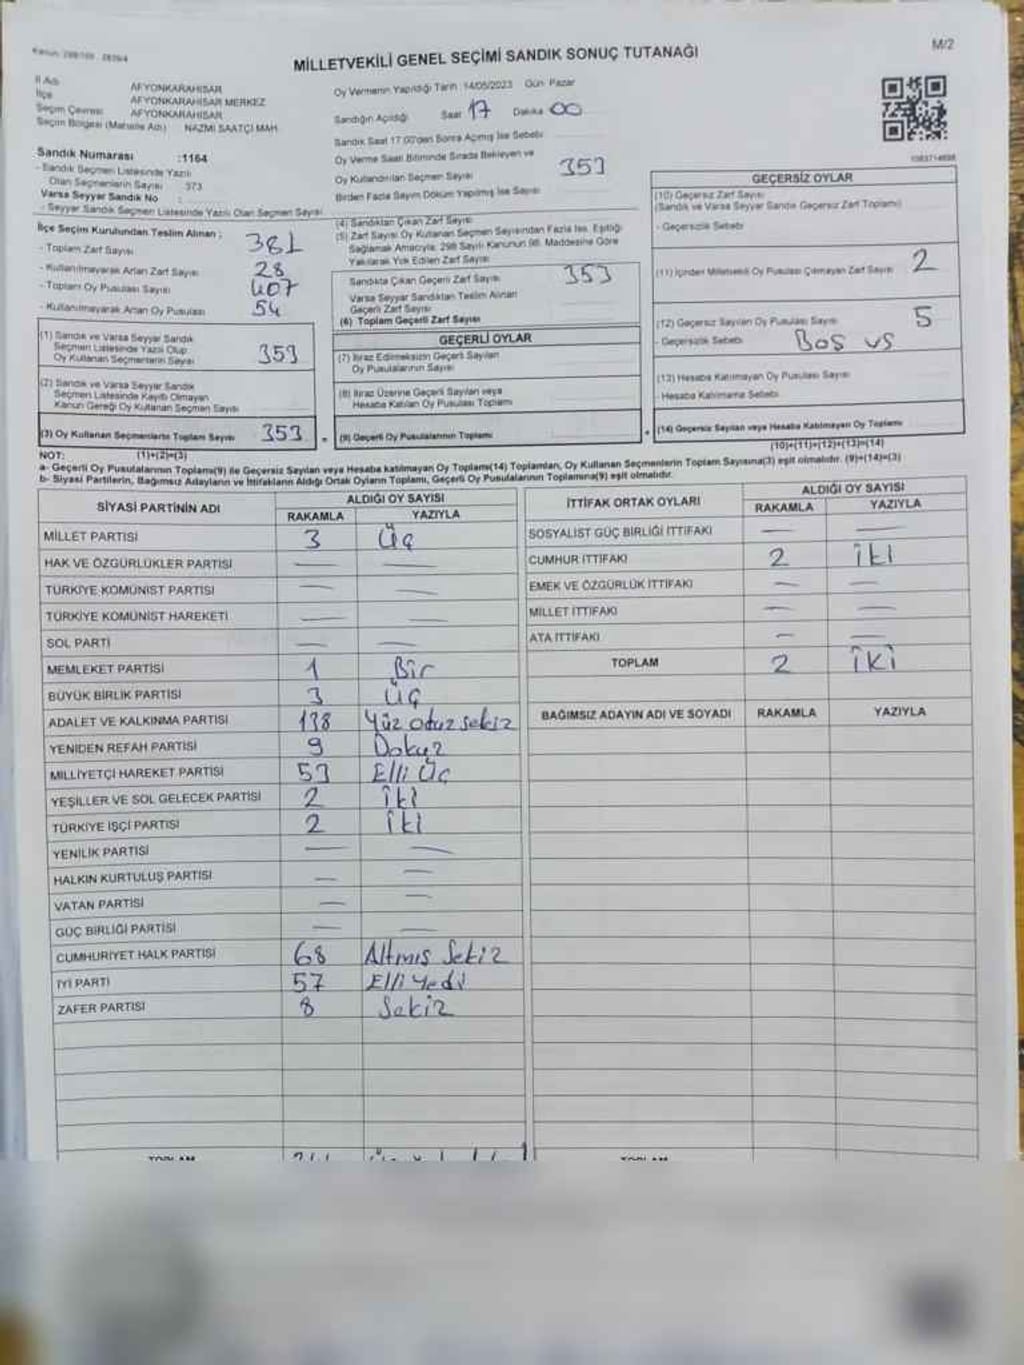 MİLLETVEKİLİ GENEL SEÇİMİ SANDIK SONUÇ TUTANAĞI
M/2
İl Adı AFYONKARAHİSAR
İlçe AFYONKARAHİSAR MERKEZ
Seçim Çevresi AFYONKARAHİSAR
Seçim Bölgesi (Mahalle Adı) NAZMİ SAATÇİ MAH.
Sandık Numarası :1164
- Sandık Seçmen Listesinde Yazılı
Olan Seçmenlerin Sayısı 373
Varsa Seyyar Sandık No :
- Seyyar Sandık Seçmen Listesinde Yazılı Olan Seçmen Sayısı
Oy Vermenin Yapıldığı Tarih : 14/05/2023 Gün: Pazar
Sandığın Açıldığı Saat 17 Dakika 00
Sandık Saat 17:00'den Sonra Açılmış İse Sebebi
Oy Verme Saati Bitiminde Sırada Bekleyen ve
Oy Kullandırılan Seçmen Sayısı 353
Birden Fazla Sayım Döküm Yapılmış İse Sayısı
İlçe Seçim Kurulundan Teslim Alınan ;
- Toplam Zarf Sayısı 381
- Kullanılmayarak Artan Zarf Sayısı 28
- Toplam Oy Pusulası Sayısı 407
- Kullanılmayarak Artan Oy Pusulası 54
(1) Sandık ve Varsa Seyyar Sandık
Seçmen Listesinde Yazılı Olup
Oy Kullanan Seçmenlerin Sayısı 353
(2) Sandık ve Varsa Seyyar Sandık
Seçmen Listesinde Kayıtlı Olmayan
Kanun Gereği Oy Kullanan Seçmen Sayısı
(3) Oy Kullanan Seçmenlerin Toplam Sayısı 353
(4) Sandıktan Çıkan Zarf Sayısı
(5) Zarf Sayısı Oy Kullanan Seçmen Sayısından Fazla İse, Eşitliği
Sağlamak Amacıyla; 298 Sayılı Kanunun 98. Maddesine Göre
Yakılarak Yok Edilen Zarf Sayısı
Sandıkta Çıkan Geçerli Zarf Sayısı 353
Varsa Seyyar Sandıktan Teslim Alınan
Geçerli Zarf Sayısı
(6) Toplam Geçerli Zarf Sayısı
GEÇERLİ OYLAR
(7) İtiraz Edilmeksizin Geçerli Sayılan
Oy Pusulalarının Sayısı
(8) İtiraz Üzerine Geçerli Sayılan veya
Hesaba Katılan Oy Pusulası Toplamı
(9) Geçerli Oy Pusulalarının Toplamı
GEÇERSİZ OYLAR
(10) Geçersiz Zarf Sayısı
(Sandık ve Varsa Seyyar Sandık Geçersiz Zarf Toplamı)
- Geçersizlik Sebebi
(11) İçinden Milletvekili Oy Pusulası Çıkmayan Zarf Sayısı 2
(12) Geçersiz Sayılan Oy Pusulası Sayısı 5
- Geçersizlik Sebebi Boş vs
(13) Hesaba Katılmayan Oy Pusulası Sayısı
- Hesaba Katılmama Sebebi
(14) Geçersiz Sayılan veya Hesaba Katılmayan Oy Toplamı
NOT: (1)+(2)=(3) (10)+(11)+(12)+(13)=(14)
a- Geçerli Oy Pusulalarının Toplamı(9) ile Geçersiz Sayılan veya Hesaba katılmayan Oy Toplamı(14) Toplamları, Oy Kullanan Seçmenlerin Toplam Sayısına(3) eşit olmalıdır. (9)+(14)=(3)
b- Siyasi Partilerin, Bağımsız Adayların ve İttifakların Aldığı Ortak Oyların Toplamı, Geçerli Oy Pusulalarının Toplamına(9) eşit olmalıdır.
SİYASİ PARTİNİN ADI ALDIĞI OY SAYISI
RAKAMLA YAZIYLA
MİLLET PARTİSİ 3 Üç
HAK VE ÖZGÜRLÜKLER PARTİSİ — —
TÜRKİYE KOMÜNİST PARTİSİ — —
TÜRKİYE KOMÜNİST HAREKETİ — —
SOL PARTİ — —
MEMLEKET PARTİSİ 1 Bir
BÜYÜK BİRLİK PARTİSİ 3 üç
ADALET VE KALKINMA PARTİSİ 138 Yüz otuz sekiz
YENİDEN REFAH PARTİSİ 9 Dokuz
MİLLİYETÇİ HAREKET PARTİSİ 53 Elli Üç
YEŞİLLER VE SOL GELECEK PARTİSİ 2 iki
TÜRKİYE İŞÇİ PARTİSİ 2 iki
YENİLİK PARTİSİ — —
HALKIN KURTULUŞ PARTİSİ — —
VATAN PARTİSİ — —
GÜÇ BİRLİĞİ PARTİSİ — —
CUMHURİYET HALK PARTİSİ 68 Altmış Sekiz
İYİ PARTİ 57 Elli Yedi
ZAFER PARTİSİ 8 Sekiz
İTTİFAK ORTAK OYLARI ALDIĞI OY SAYISI
RAKAMLA YAZIYLA
SOSYALİST GÜÇ BİRLİĞİ İTTİFAKI — —
CUMHUR İTTİFAKI 2 iki
EMEK VE ÖZGÜRLÜK İTTİFAKI — —
MİLLET İTTİFAKI — —
ATA İTTİFAKI — —
TOPLAM 2 iki
BAĞIMSIZ ADAYIN ADI VE SOYADI RAKAMLA YAZIYLA